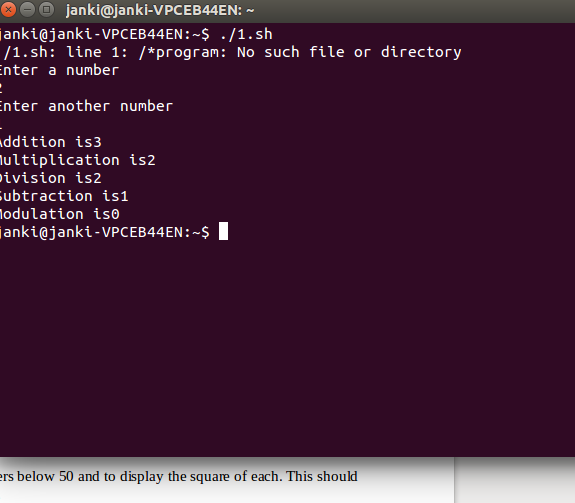 janki@janki-VPCEB44EN: ~
janki@janki-VPCEB44EN:~$ ./1.sh
./1.sh: line 1: /*program: No such file or directory
Enter a number
2
Enter another number
1
Addition is3
Multiplication is2
Division is2
Subtraction is1
Modulation is0
janki@janki-VPCEB44EN:~$
ers below 50 and to display the square of each. This should